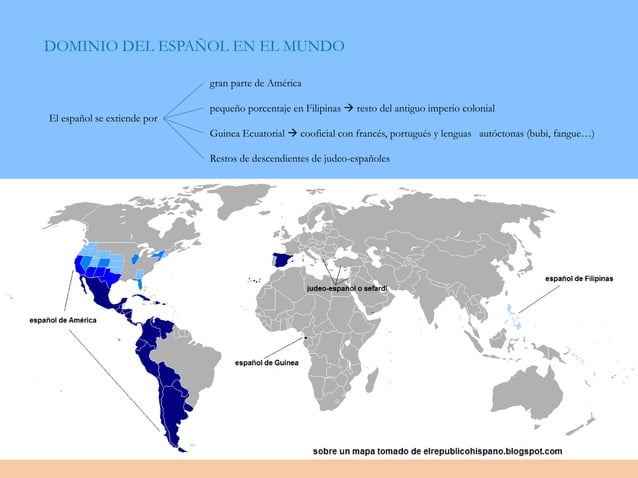 DOMINIO DEL ESPAÑOL EN EL MUNDO
El español se extiende por
gran parte de América
pequeño porcentaje en Filipinas → resto del antiguo imperio colonial
Guinea Ecuatorial → cooficial con francés, portugués y lenguas autóctonas (bubi, fangue…)
Restos de descendientes de judeo-españoles
español de América
judeo-español o sefardí
español de Filipinas
español de Guinea
sobre un mapa tomado de elrepublicohispano.blogspot.com